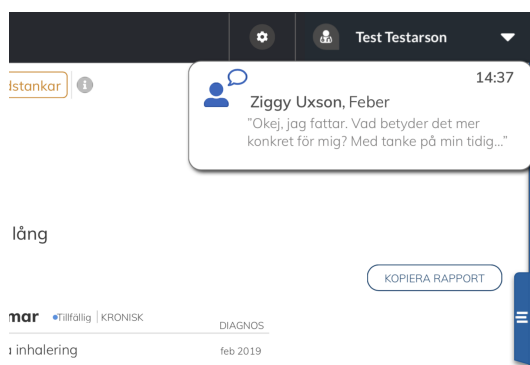 Test Testarson
dstankar
14:37
Ziggy Uxson, Feber
”Okej, jag fattar. Vad betyder det mer
konkret för mig? Med tanke på min tidig...”
lång
KOPIERA RAPPORT
mar Tillfällig | KRONISK
DIAGNOS
a inhalering
feb 2019